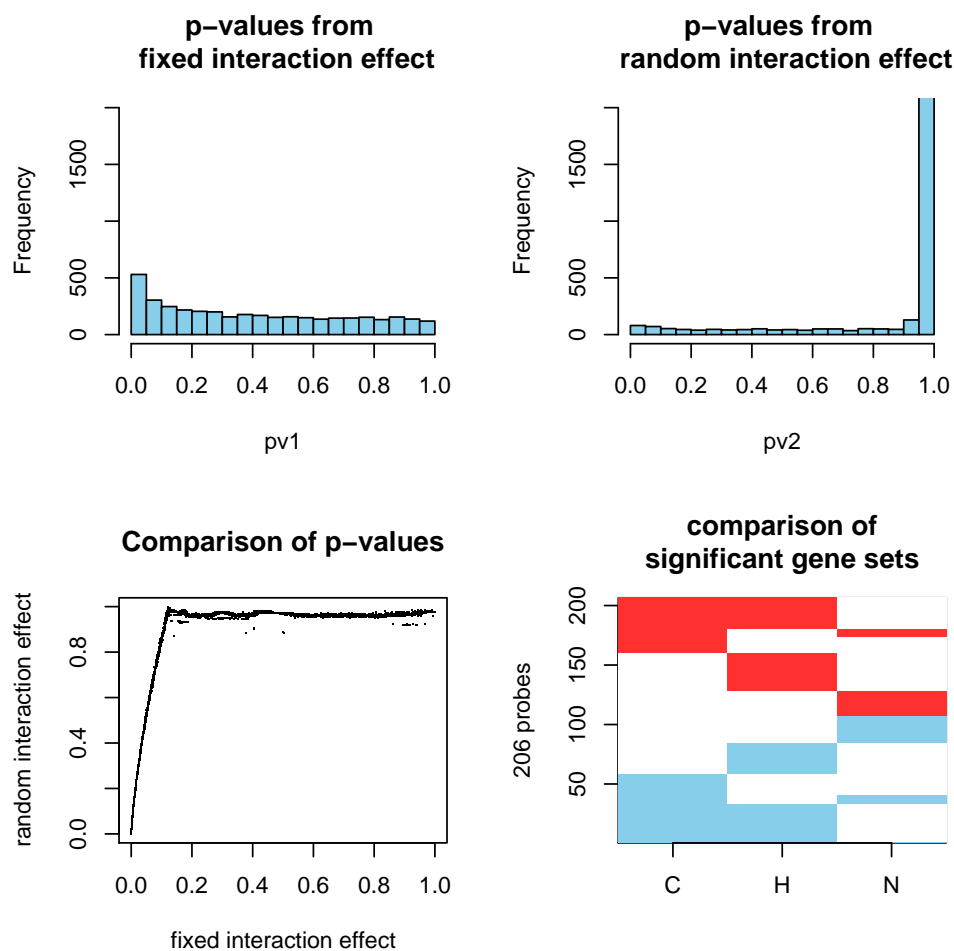 p−values from
fixed interaction effect
Frequency
0 500 1500
0.0 0.2 0.4 0.6 0.8 1.0
pv1
p−values from
random interaction effect
Frequency
0 500 1500
0.0 0.2 0.4 0.6 0.8 1.0
pv2
Comparison of p−values
random interaction effect
0.0 0.4 0.8
0.0 0.2 0.4 0.6 0.8 1.0
fixed interaction effect
comparison of
significant gene sets
206 probes
50 100 150 200
C H N